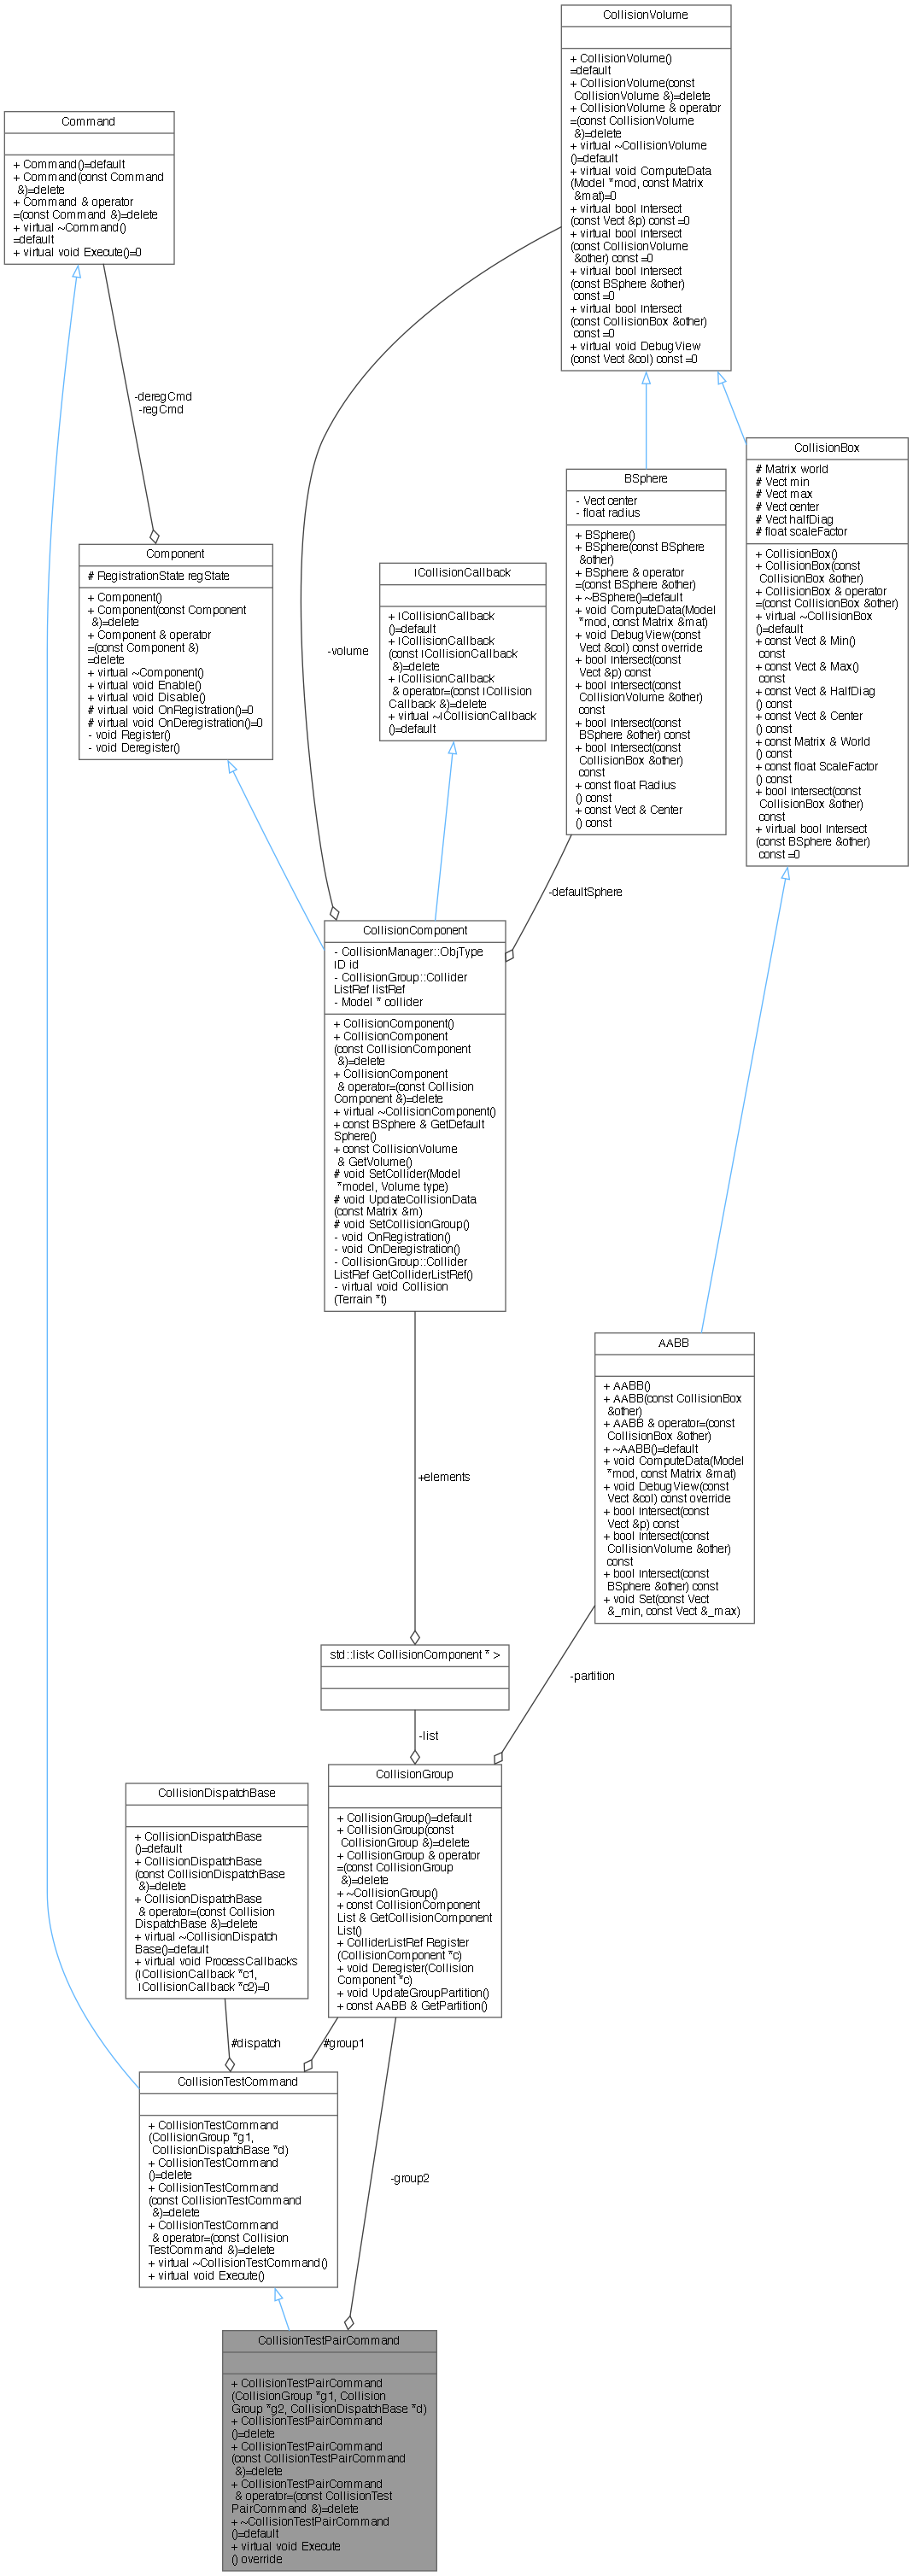 CollisionVolume
+ CollisionVolume()
=default
+ CollisionVolume(const
CollisionVolume &)=delete
+ CollisionVolume & operator
=(const CollisionVolume
&)=delete
+ virtual ~CollisionVolume
()=default
+ virtual void ComputeData
(Model *mod, const Matrix
&mat)=0
+ virtual bool Intersect
(const Vect &p) const =0
+ virtual bool Intersect
(const CollisionVolume
&other) const =0
+ virtual bool Intersect
(const BSphere &other)
const =0
+ virtual bool Intersect
(const CollisionBox &other)
const =0
+ virtual void DebugView
(const Vect &col) const =0
Command
+ Command()=default
+ Command(const Command
&)=delete
+ Command & operator
=(const Command &)=delete
+ virtual ~Command()
=default
+ virtual void Execute()=0
-deregCmd
-regCmd
CollisionBox
# Matrix world
# Vect min
# Vect max
# Vect center
# Vect halfDiag
# float scaleFactor
+ CollisionBox()
+ CollisionBox(const
CollisionBox &other)
+ CollisionBox & operator
=(const CollisionBox &other)
+ virtual ~CollisionBox
()=default
+ const Vect & Min()
const
+ const Vect & Max()
const
+ const Vect & HalfDiag
() const
+ const Vect & Center
() const
+ const Matrix & World
() const
+ const float ScaleFactor
() const
+ bool Intersect(const
CollisionBox &other)
const
+ virtual bool Intersect
(const BSphere &other)
const =0
BSphere
- Vect center
- float radius
+ BSphere()
+ BSphere(const BSphere
&other)
+ BSphere & operator
=(const BSphere &other)
+ ~BSphere()=default
+ void ComputeData(Model
*mod, const Matrix &mat)
+ void DebugView(const
Vect &col) const override
+ bool Intersect(const
Vect &p) const
+ bool Intersect(const
CollisionVolume &other)
const
+ bool Intersect(const
BSphere &other) const
+ bool Intersect(const
CollisionBox &other)
const
+ const float Radius
() const
+ const Vect & Center
() const
Component
# RegistrationState regState
+ Component()
+ Component(const Component
&)=delete
+ Component & operator
=(const Component &)
=delete
+ virtual ~Component()
+ virtual void Enable()
+ virtual void Disable()
# virtual void OnRegistration()=0
# virtual void OnDeregistration()=0
- void Register()
- void Deregister()
ICollisionCallback
+ ICollisionCallback
()=default
+ ICollisionCallback
(const ICollisionCallback
&)=delete
+ ICollisionCallback
& operator=(const ICollision
Callback &)=delete
+ virtual ~ICollisionCallback
()=default
-volume
-defaultSphere
CollisionComponent
- CollisionManager::ObjType
ID id
- CollisionGroup::Collider
ListRef listRef
- Model * collider
+ CollisionComponent()
+ CollisionComponent
(const CollisionComponent
&)=delete
+ CollisionComponent
& operator=(const Collision
Component &)=delete
+ virtual ~CollisionComponent()
+ const BSphere & GetDefault
Sphere()
+ const CollisionVolume
& GetVolume()
# void SetCollider(Model
*model, Volume type)
# void UpdateCollisionData
(const Matrix &m)
# void SetCollisionGroup()
- void OnRegistration()
- void OnDeregistration()
- CollisionGroup::Collider
ListRef GetColliderListRef()
- virtual void Collision
(Terrain *t)
AABB
+ AABB()
+ AABB(const CollisionBox
&other)
+ AABB & operator=(const
CollisionBox &other)
+ ~AABB()=default
+ void ComputeData(Model
*mod, const Matrix &mat)
+ void DebugView(const
Vect &col) const override
+ bool Intersect(const
Vect &p) const
+ bool Intersect(const
CollisionVolume &other)
const
+ bool Intersect(const
BSphere &other) const
+ void Set(const Vect
&_min, const Vect &_max)
+elements
std::list< CollisionComponent * >
-partition
-list
CollisionGroup
+ CollisionGroup()=default
+ CollisionGroup(const
CollisionGroup &)=delete
+ CollisionGroup & operator
=(const CollisionGroup
&)=delete
+ ~CollisionGroup()
+ const CollisionComponent
List & GetCollisionComponent
List()
+ ColliderListRef Register
(CollisionComponent *c)
+ void Deregister(Collision
Component *c)
+ void UpdateGroupPartition()
+ const AABB & GetPartition()
CollisionDispatchBase
+ CollisionDispatchBase
()=default
+ CollisionDispatchBase
(const CollisionDispatchBase
&)=delete
+ CollisionDispatchBase
& operator=(const Collision
DispatchBase &)=delete
+ virtual ~CollisionDispatch
Base()=default
+ virtual void ProcessCallbacks
(ICollisionCallback *c1,
ICollisionCallback *c2)=0
#dispatch
#group1
CollisionTestCommand
+ CollisionTestCommand
(CollisionGroup *g1,
CollisionDispatchBase *d)
+ CollisionTestCommand
()=delete
+ CollisionTestCommand
(const CollisionTestCommand
&)=delete
+ CollisionTestCommand
& operator=(const Collision
TestCommand &)=delete
+ virtual ~CollisionTestCommand()
+ virtual void Execute()
-group2
CollisionTestPairCommand
+ CollisionTestPairCommand
(CollisionGroup *g1, Collision
Group *g2, CollisionDispatchBase *d)
+ CollisionTestPairCommand
()=delete
+ CollisionTestPairCommand
(const CollisionTestPairCommand
&)=delete
+ CollisionTestPairCommand
& operator=(const CollisionTest
PairCommand &)=delete
+ ~CollisionTestPairCommand
()=default
+ virtual void Execute
() override